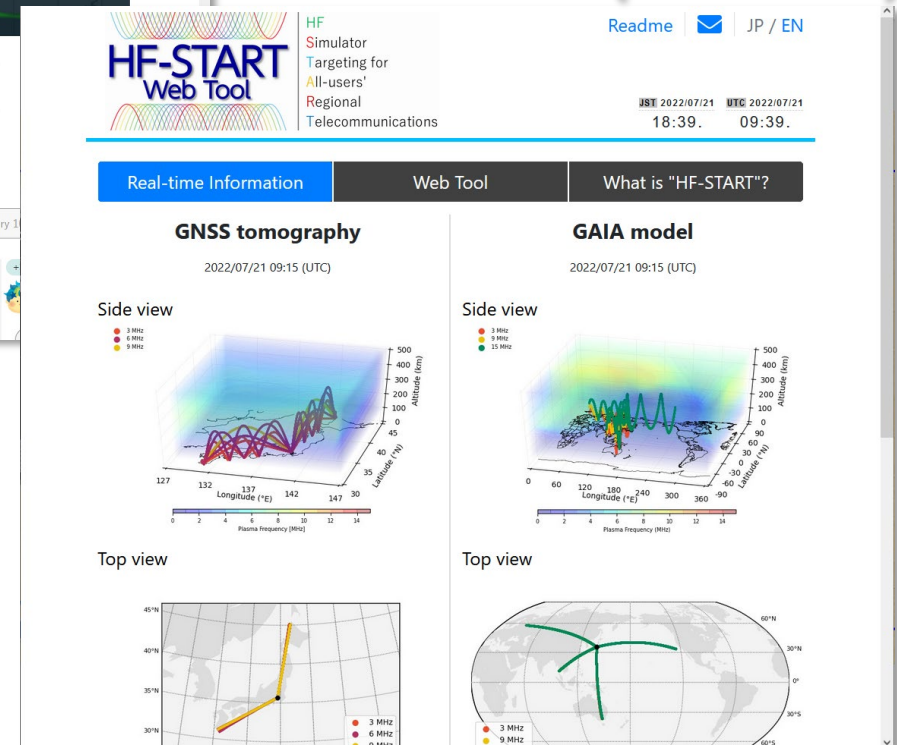 HF-START
Web Tool
HF
Simulator
Targeting for
All-users'
Regional
Telecommunications
Readme
JP / EN
JST 2022/07/21 UTC 2022/07/21
18:39. 09:39.
Real-time Information
Web Tool
What is "HF-START"?
GNSS tomography
2022/07/21 09:15 (UTC)
Side view
3 MHz
6 MHz
9 MHz
500
400
300
200
100
0
Altitude (km)
45
40
35
30
Latitude (°N)
127
132
137
142
147
Longitude (°E)
0 2 4 6 8 10 12 14
Plasma Frequency [MHz]
Top view
45°N
40°N
35°N
30°N
3 MHz
6 MHz
9 MHz
GAIA model
2022/07/21 09:15 (UTC)
Side view
3 MHz
9 MHz
15 MHz
500
400
300
200
100
0
Altitude (km)
90
60
30
0
-30
-60
-90
Latitude (°N)
0 60 120 180 240 300 360
Longitude (°E)
0 2 4 6 8 10 12 14
Plasma Frequency [MHz]
Top view
60°N
30°N
0°
30°S
60°S
3 MHz
9 MHz